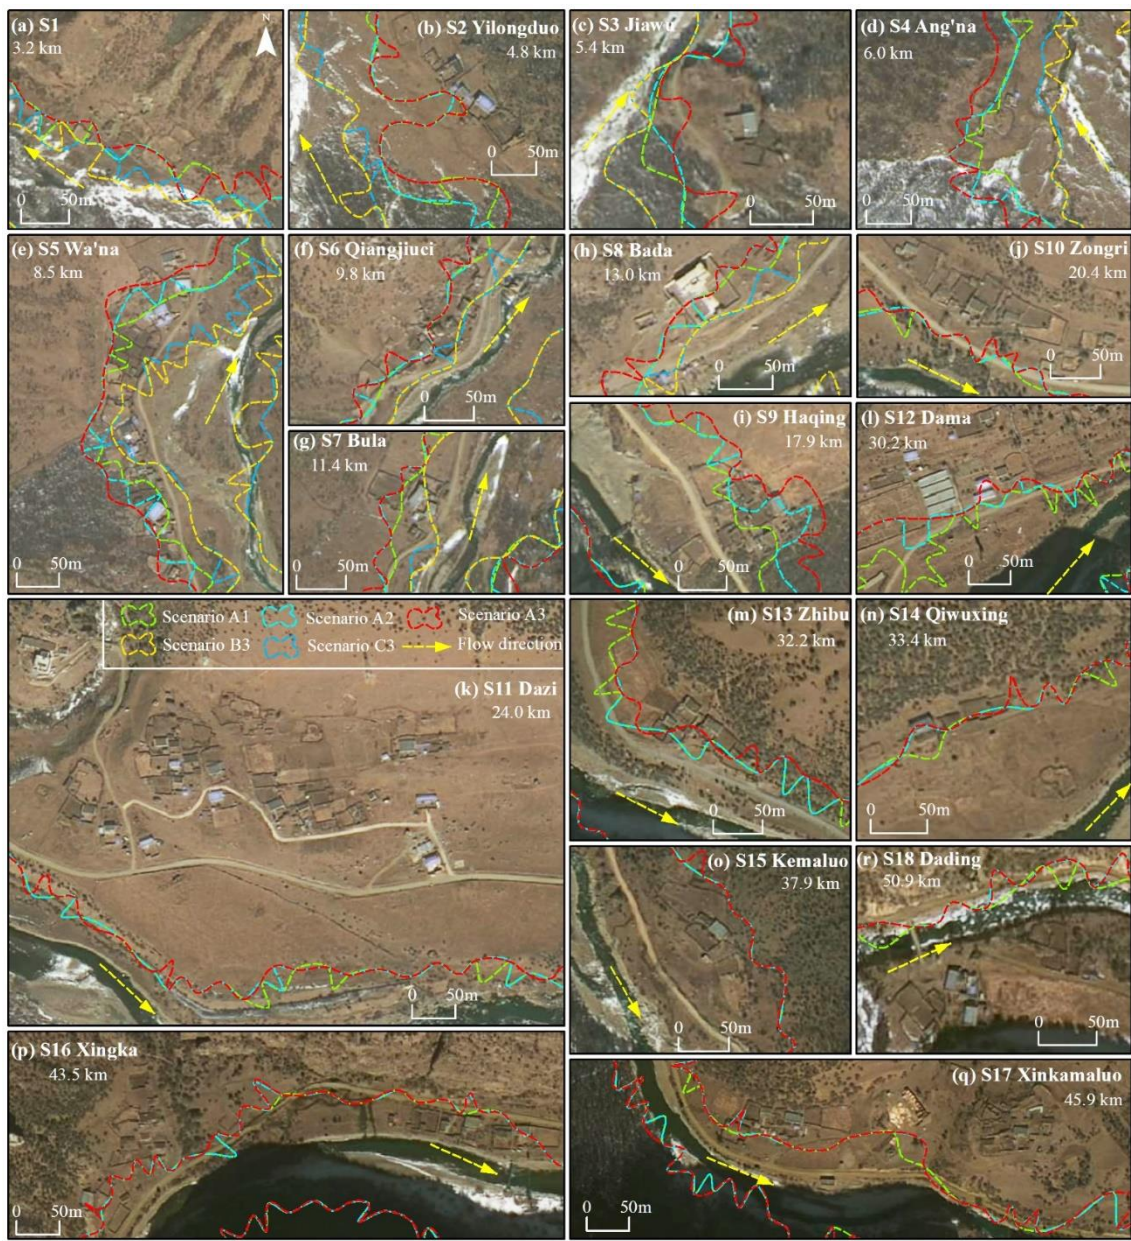 (a) S1
3.2 km
N
0 50m
(b) S2 Yilongduo
4.8 km
0 50m
(c) S3 Jiawu
5.4 km
0 50m
(d) S4 Ang'na
6.0 km
0 50m
(e) S5 Wa'na
8.5 km
0 50m
(f) S6 Qiangjiuci
9.8 km
0 50m
(g) S7 Bula
11.4 km
0 50m
(h) S8 Bada
13.0 km
0 50m
(j) S10 Zongri
20.4 km
0 50m
(i) S9 Haqing
17.9 km
0 50m
(l) S12 Dama
30.2 km
0 50m
Scenario A1 Scenario A2 Scenario A3
Scenario B3 Scenario C3 Flow direction
(k) S11 Dazi
24.0 km
0 50m
(m) S13 Zhibu
32.2 km
0 50m
(n) S14 Qiwuxing
33.4 km
0 50m
(o) S15 Kemaluo
37.9 km
0 50m
(r) S18 Dading
50.9 km
0 50m
(p) S16 Xingka
43.5 km
0 50m
(q) S17 Xinkamaluo
45.9 km
0 50m